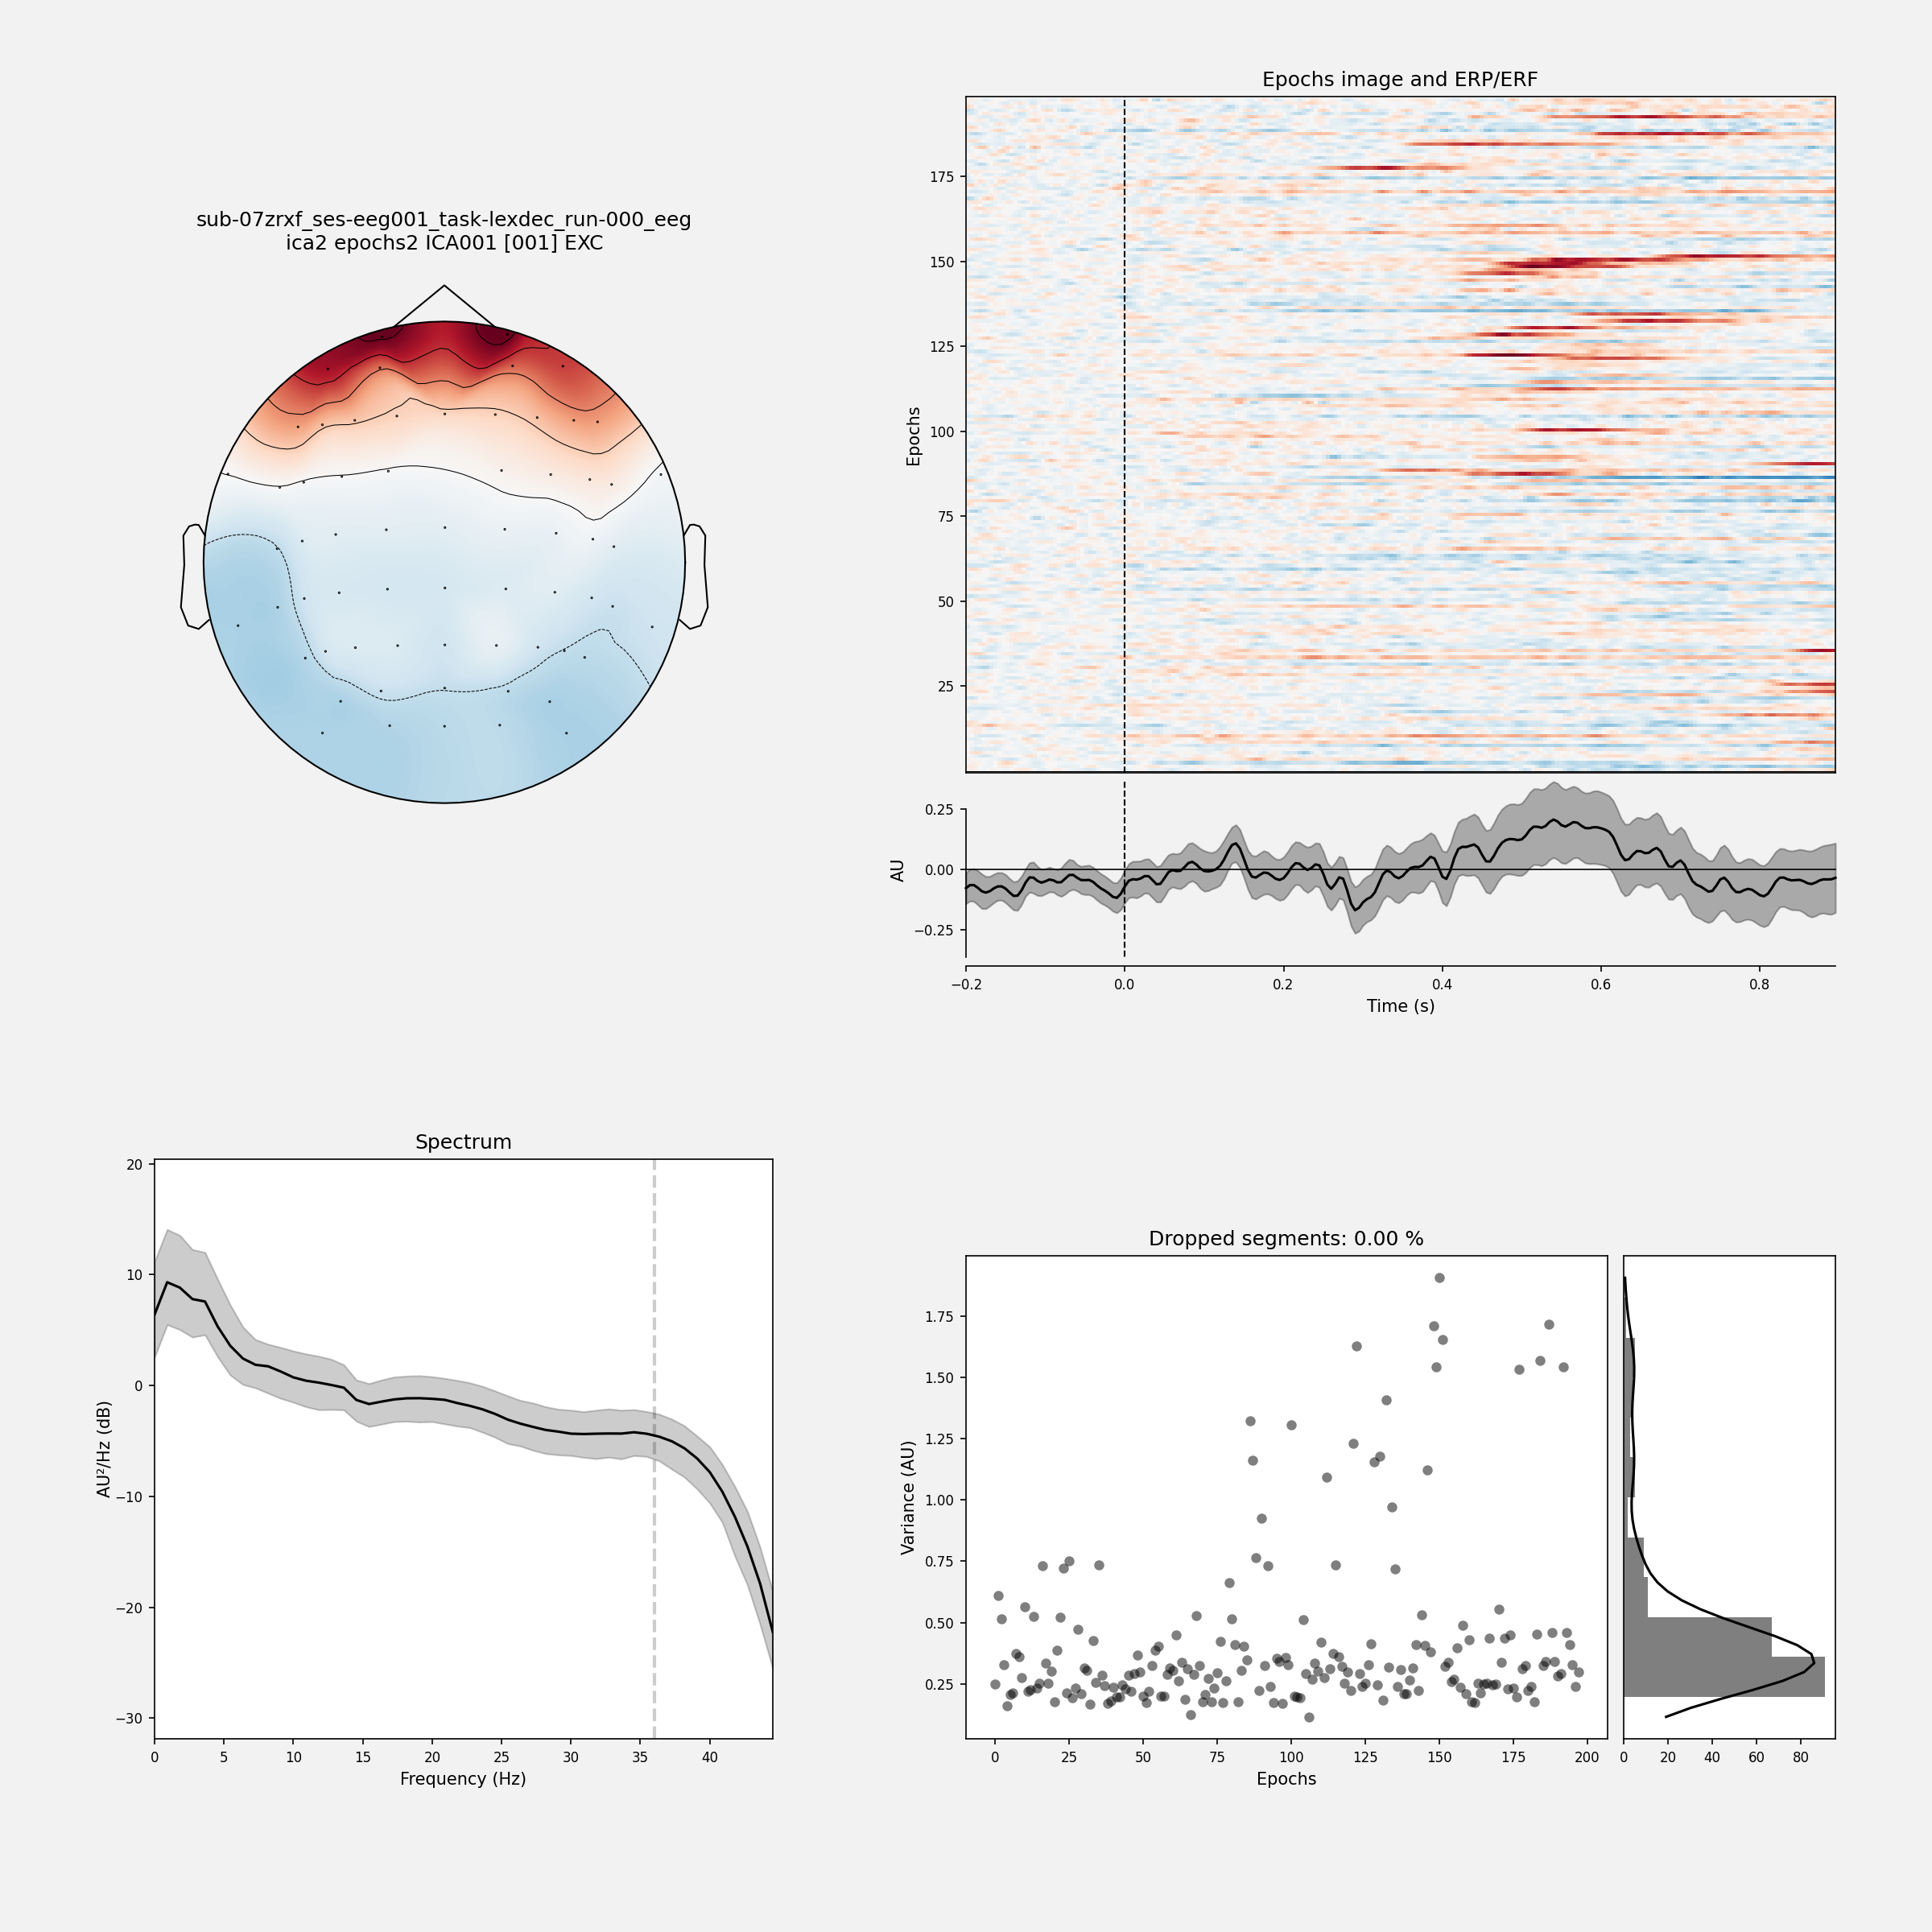 sub-07zrxf_ses-eeg001_task-lexdec_run-000_eeg
ica2 epochs2 ICA001 [001] EXC
Epochs image and ERP/ERF
175
150
125
100
75
50
25
Epochs
0.25
0.00
−0.25
AU
−0.2 0.0 0.2 0.4 0.6 0.8
Time (s)
Spectrum
20
10
0
−10
−20
−30
AU²/Hz (dB)
0 5 10 15 20 25 30 35 40
Frequency (Hz)
Dropped segments: 0.00 %
1.75
1.50
1.25
1.00
0.75
0.50
0.25
Variance (AU)
0 25 50 75 100 125 150 175 200
Epochs
0 20 40 60 80